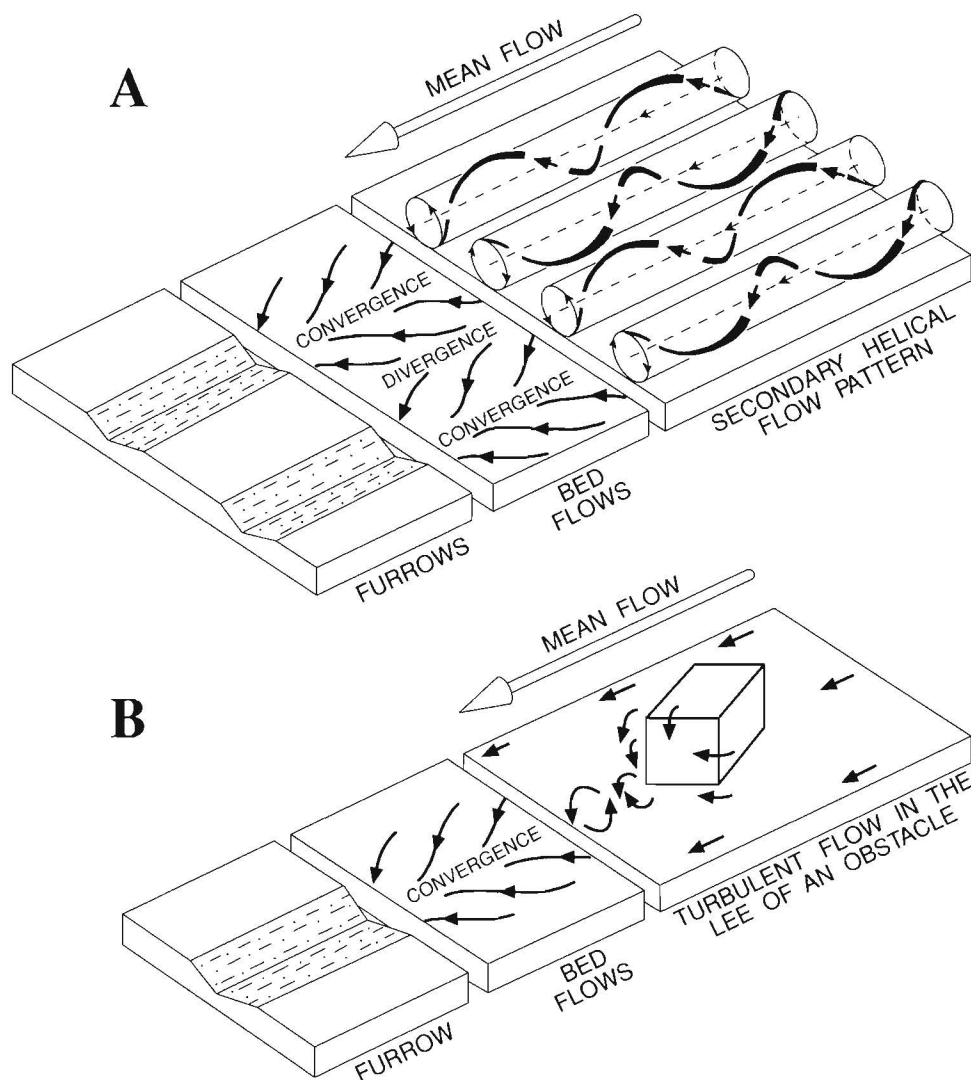 A
MEAN FLOW
CONVERGENCE
DIVERGENCE
CONVERGENCE
SECONDARY HELICAL
FLOW PATTERN
BED
FLOWS
FURROWS
B
MEAN FLOW
CONVERGENCE
TURBULENT FLOW IN THE
LEE OF AN OBSTACLE
BED
FLOWS
FURROW